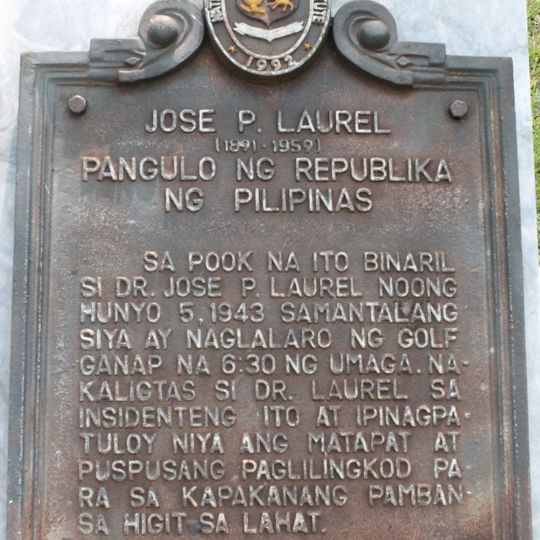 1992
JOSE P. LAUREL
(1891-1959)
PANGULO NG REPUBLIKA
NG PILIPINAS
SA POOK NA ITO BINARIL
SI DR. JOSE P. LAUREL NOONG
HUNYO 5, 1943 SAMANTALANG
SIYA AY NAGLALARO NG GOLF
GANAP NA 6:30 NG UMAGA. NA-
KALIGTAS SI DR. LAUREL SA
INSIDENTENG ITO AT IPINAGPA-
TULOY NIYA ANG MATAPAT AT
PUSPUSANG PAGLILINGKOD PA-
RA SA KAPAKANANG PAMBAN-
SA HIGIT SA LAHAT.